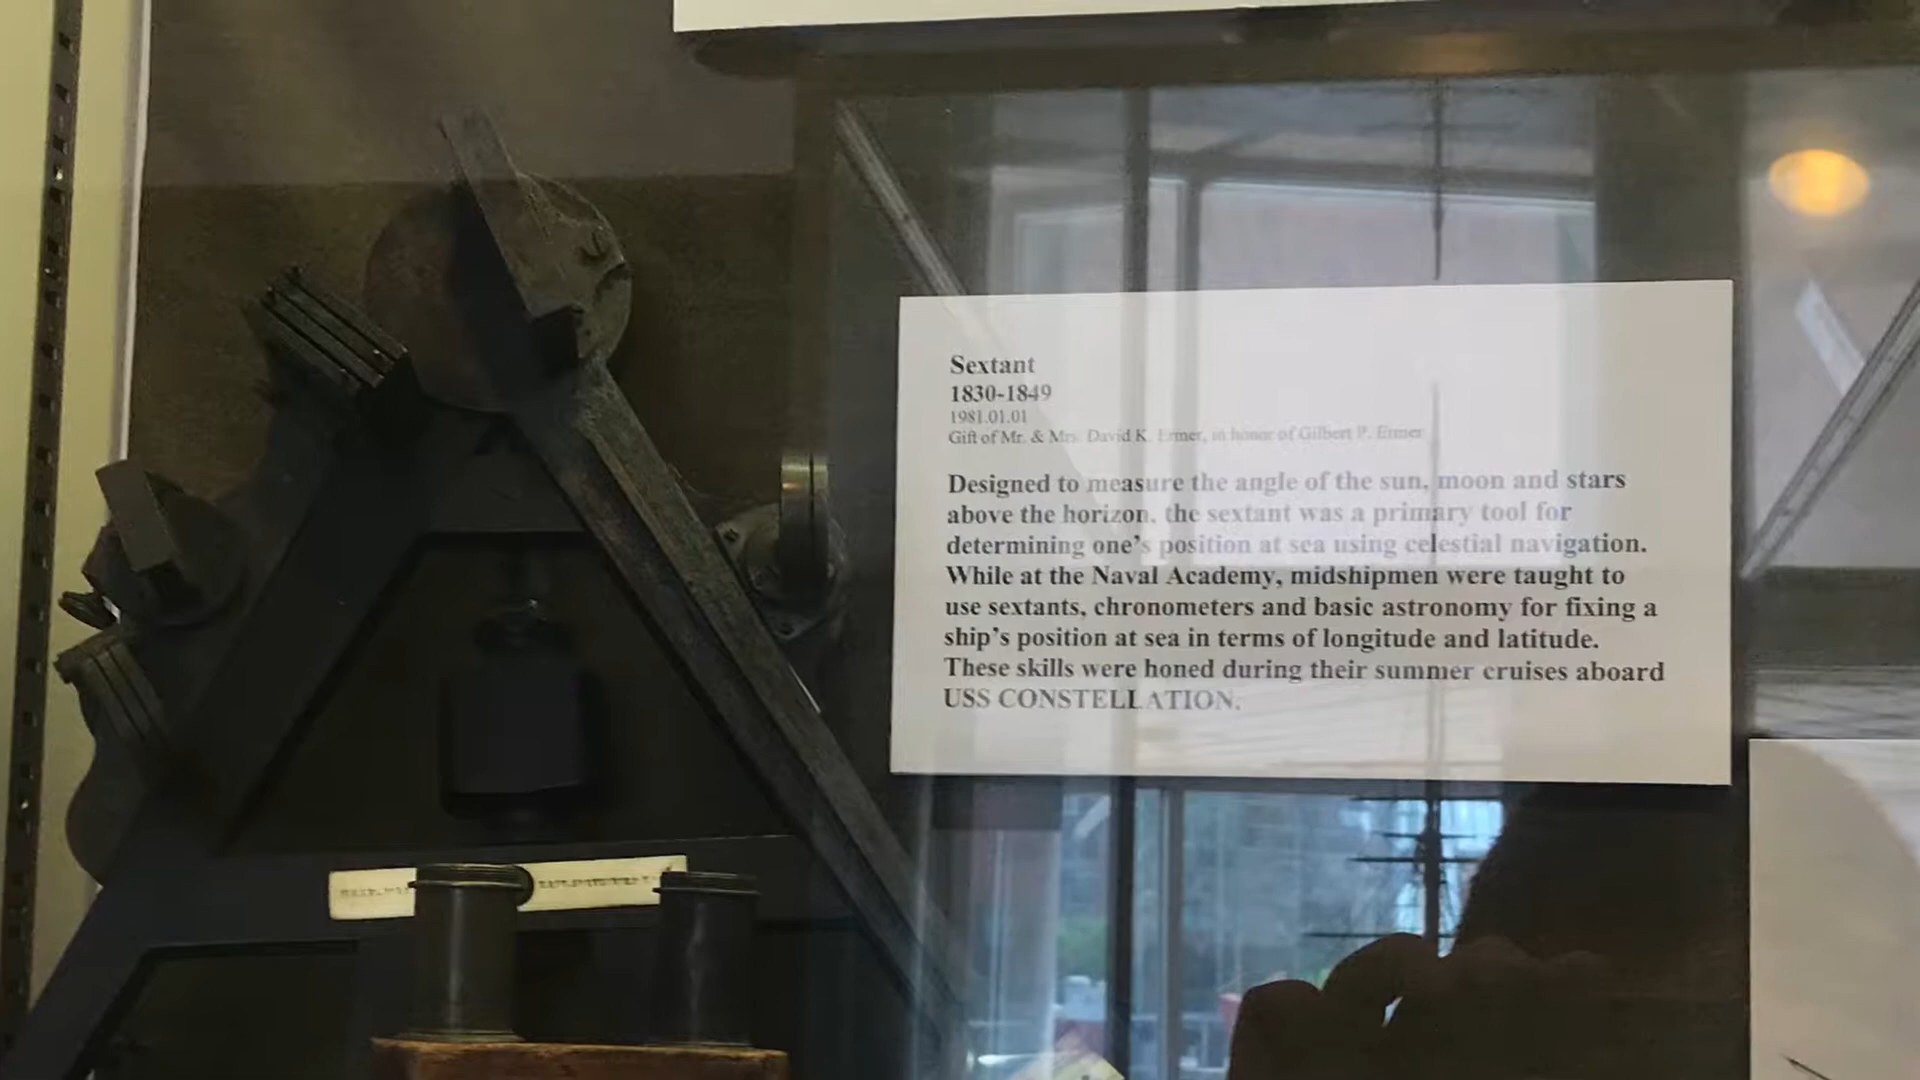 Sextant
1830-1849
1981.01.01
Gift of Mr. & Mrs. David K. Ermer, in honor of Gilbert P. Ermer
Designed to measure the angle of the sun, moon and stars
above the horizon, the sextant was a primary tool for
determining one's position at sea using celestial navigation.
While at the Naval Academy, midshipmen were taught to
use sextants, chronometers and basic astronomy for fixing a
ship's position at sea in terms of longitude and latitude.
These skills were honed during their summer cruises aboard
USS CONSTELLATION.